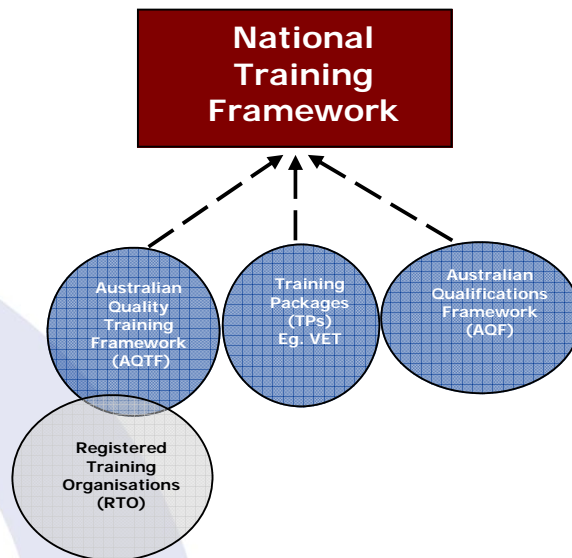 National
Training
Framework
Australian
Quality
Training
Framework
(AQTF)
Training
Packages
(TPs)
Eg. VET
Australian
Qualifications
Framework
(AQF)
Registered
Training
Organisations
(RTO)